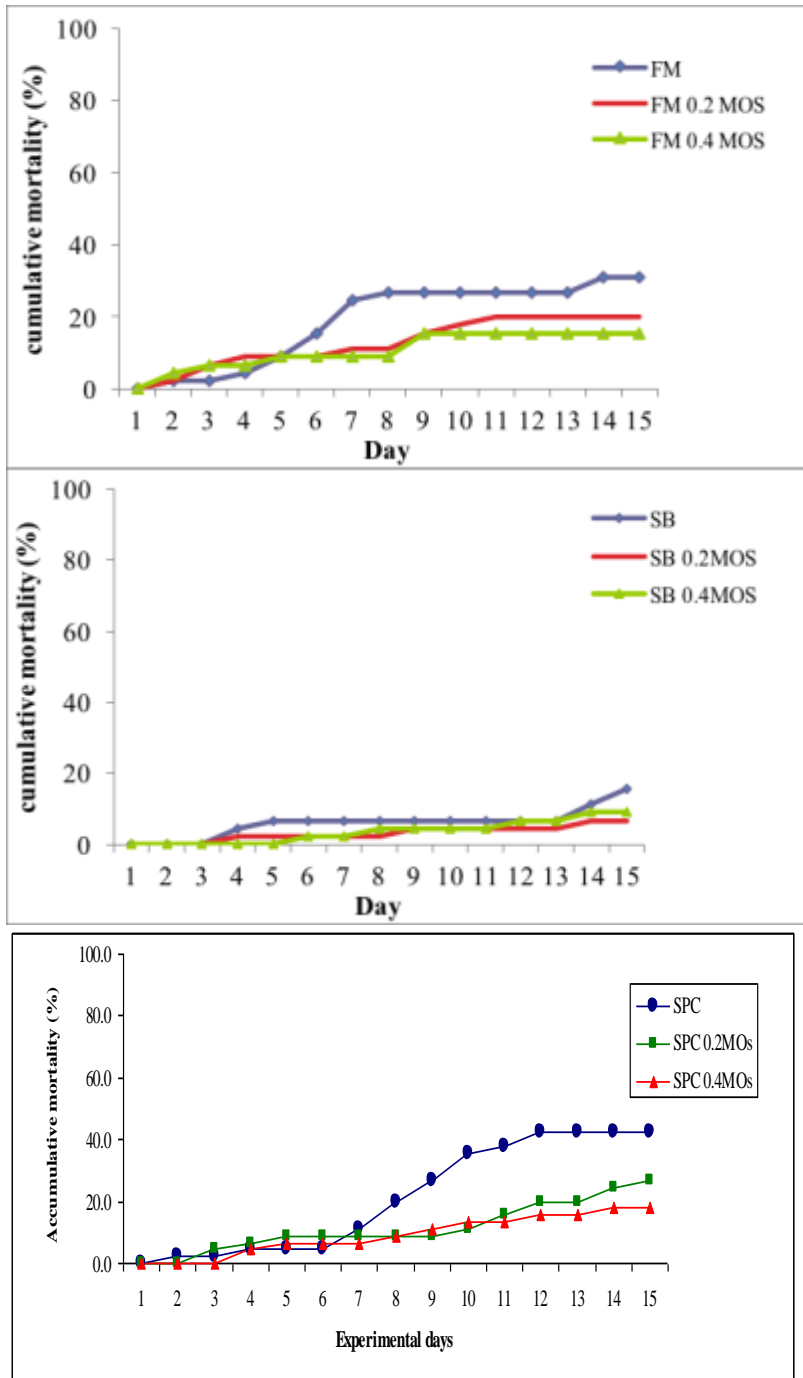 cumulative mortality (%)
100
80
60
40
20
0
FM
FM 0.2 MOS
FM 0.4 MOS
1 2 3 4 5 6 7 8 9 10 11 12 13 14 15
Day
cumulative mortality (%)
100
80
60
40
20
0
SB
SB 0.2MOS
SB 0.4MOS
1 2 3 4 5 6 7 8 9 10 11 12 13 14 15
Day
Accumulative mortality (%)
100.0
80.0
60.0
40.0
20.0
0.0
SPC
SPC 0.2MOs
SPC 0.4MOs
1 2 3 4 5 6 7 8 9 10 11 12 13 14 15
Experimental days